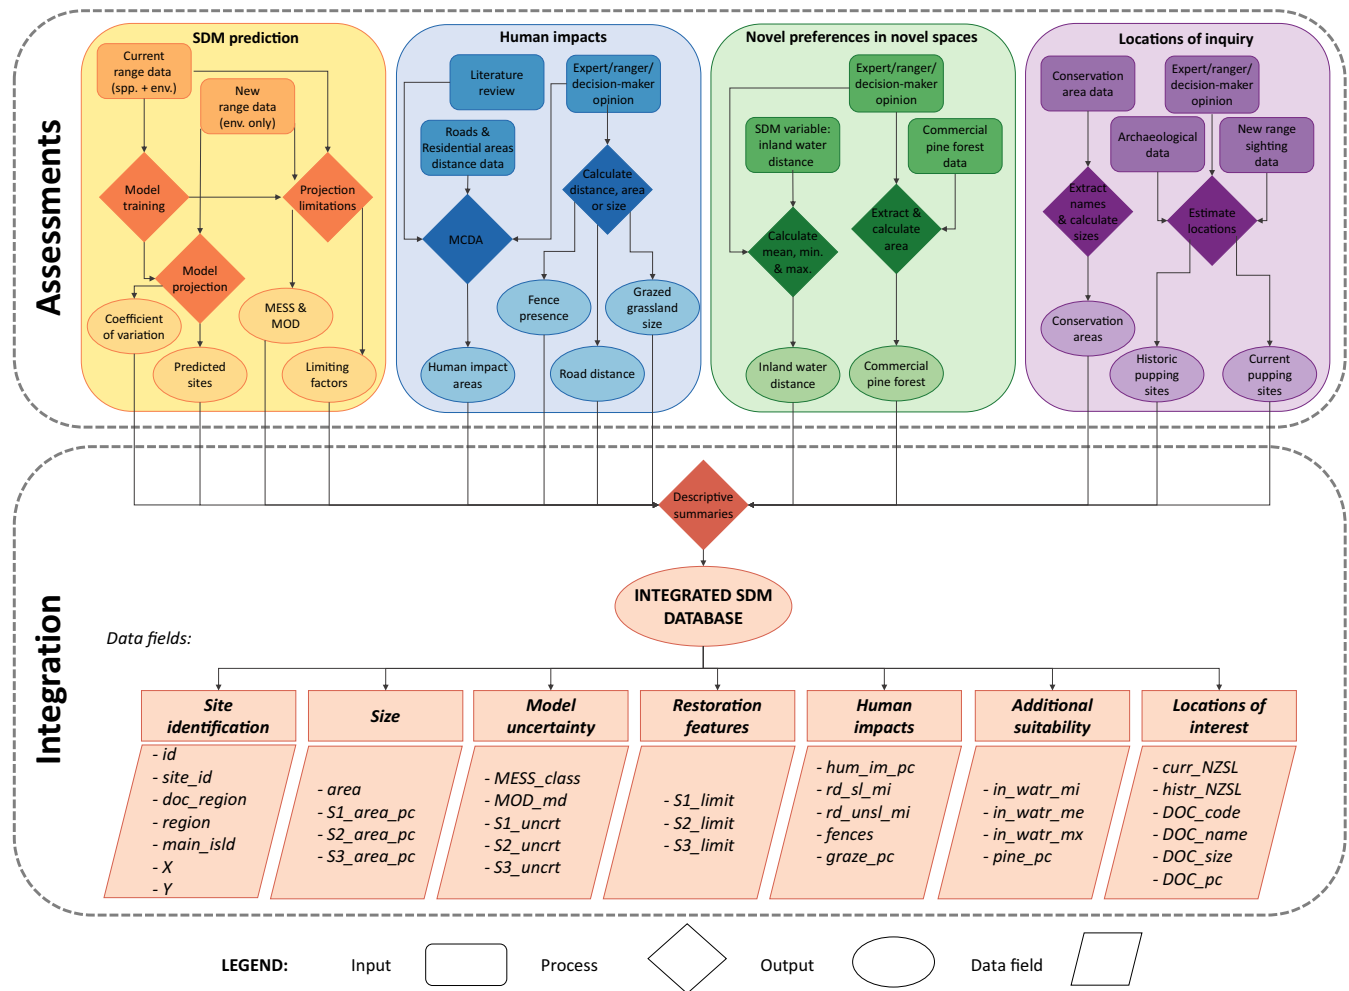 Assessments
SDM prediction
Current
range data
(spp. + env.)
New
range data
(env. only)
Model
training
Projection
limitations
Model
projection
Coefficient
of variation
MESS &
MOD
Predicted
sites
Limiting
factors
Human impacts
Literature
review
Expert/ranger/
decision-maker
opinion
Roads &
Residential areas
distance data
Calculate
distance, area
or size
MCDA
Fence
presence
Grazed
grassland
size
Human impact
areas
Road distance
Novel preferences in novel spaces
Expert/ranger/
decision-maker
opinion
SDM variable:
inland water
distance
Commercial
pine forest
data
Calculate
mean, min.
& max.
Extract &
calculate
area
Inland water
distance
Commercial
pine forest
Locations of inquiry
Conservation
area data
Expert/ranger/
decision-maker
opinion
Archaeological
data
New range
sighting
data
Extract
names
& calculate
sizes
Estimate
locations
Conservation
areas
Historic
pupping
sites
Current
pupping
sites
Integration
Descriptive
summaries
INTEGRATED SDM
DATABASE
Data fields:
Site
identification
- id
- site_id
- doc_region
- region
- main_isld
- X
- Y
Size
- area
- S1_area_pc
- S2_area_pc
- S3_area_pc
Model
uncertainty
- MESS_class
- MOD_md
- S1_uncrt
- S2_uncrt
- S3_uncrt
Restoration
features
- S1_limit
- S2_limit
- S3_limit
Human
impacts
- hum_im_pc
- rd_sl_mi
- rd_unsl_mi
- fences
- graze_pc
Additional
suitability
- in_watr_mi
- in_watr_me
- in_watr_mx
- pine_pc
Locations of
interest
- curr_NZSL
- histr_NZSL
- DOC_code
- DOC_name
- DOC_size
- DOC_pc
LEGEND:
Input
Process
Output
Data field